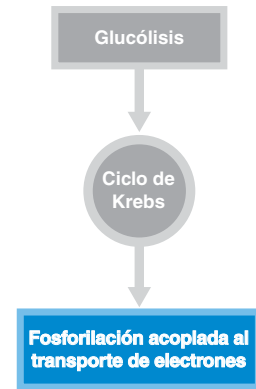 Glucólisis
Ciclo de
Krebs
Fosforilación acoplada al
transporte de electrones